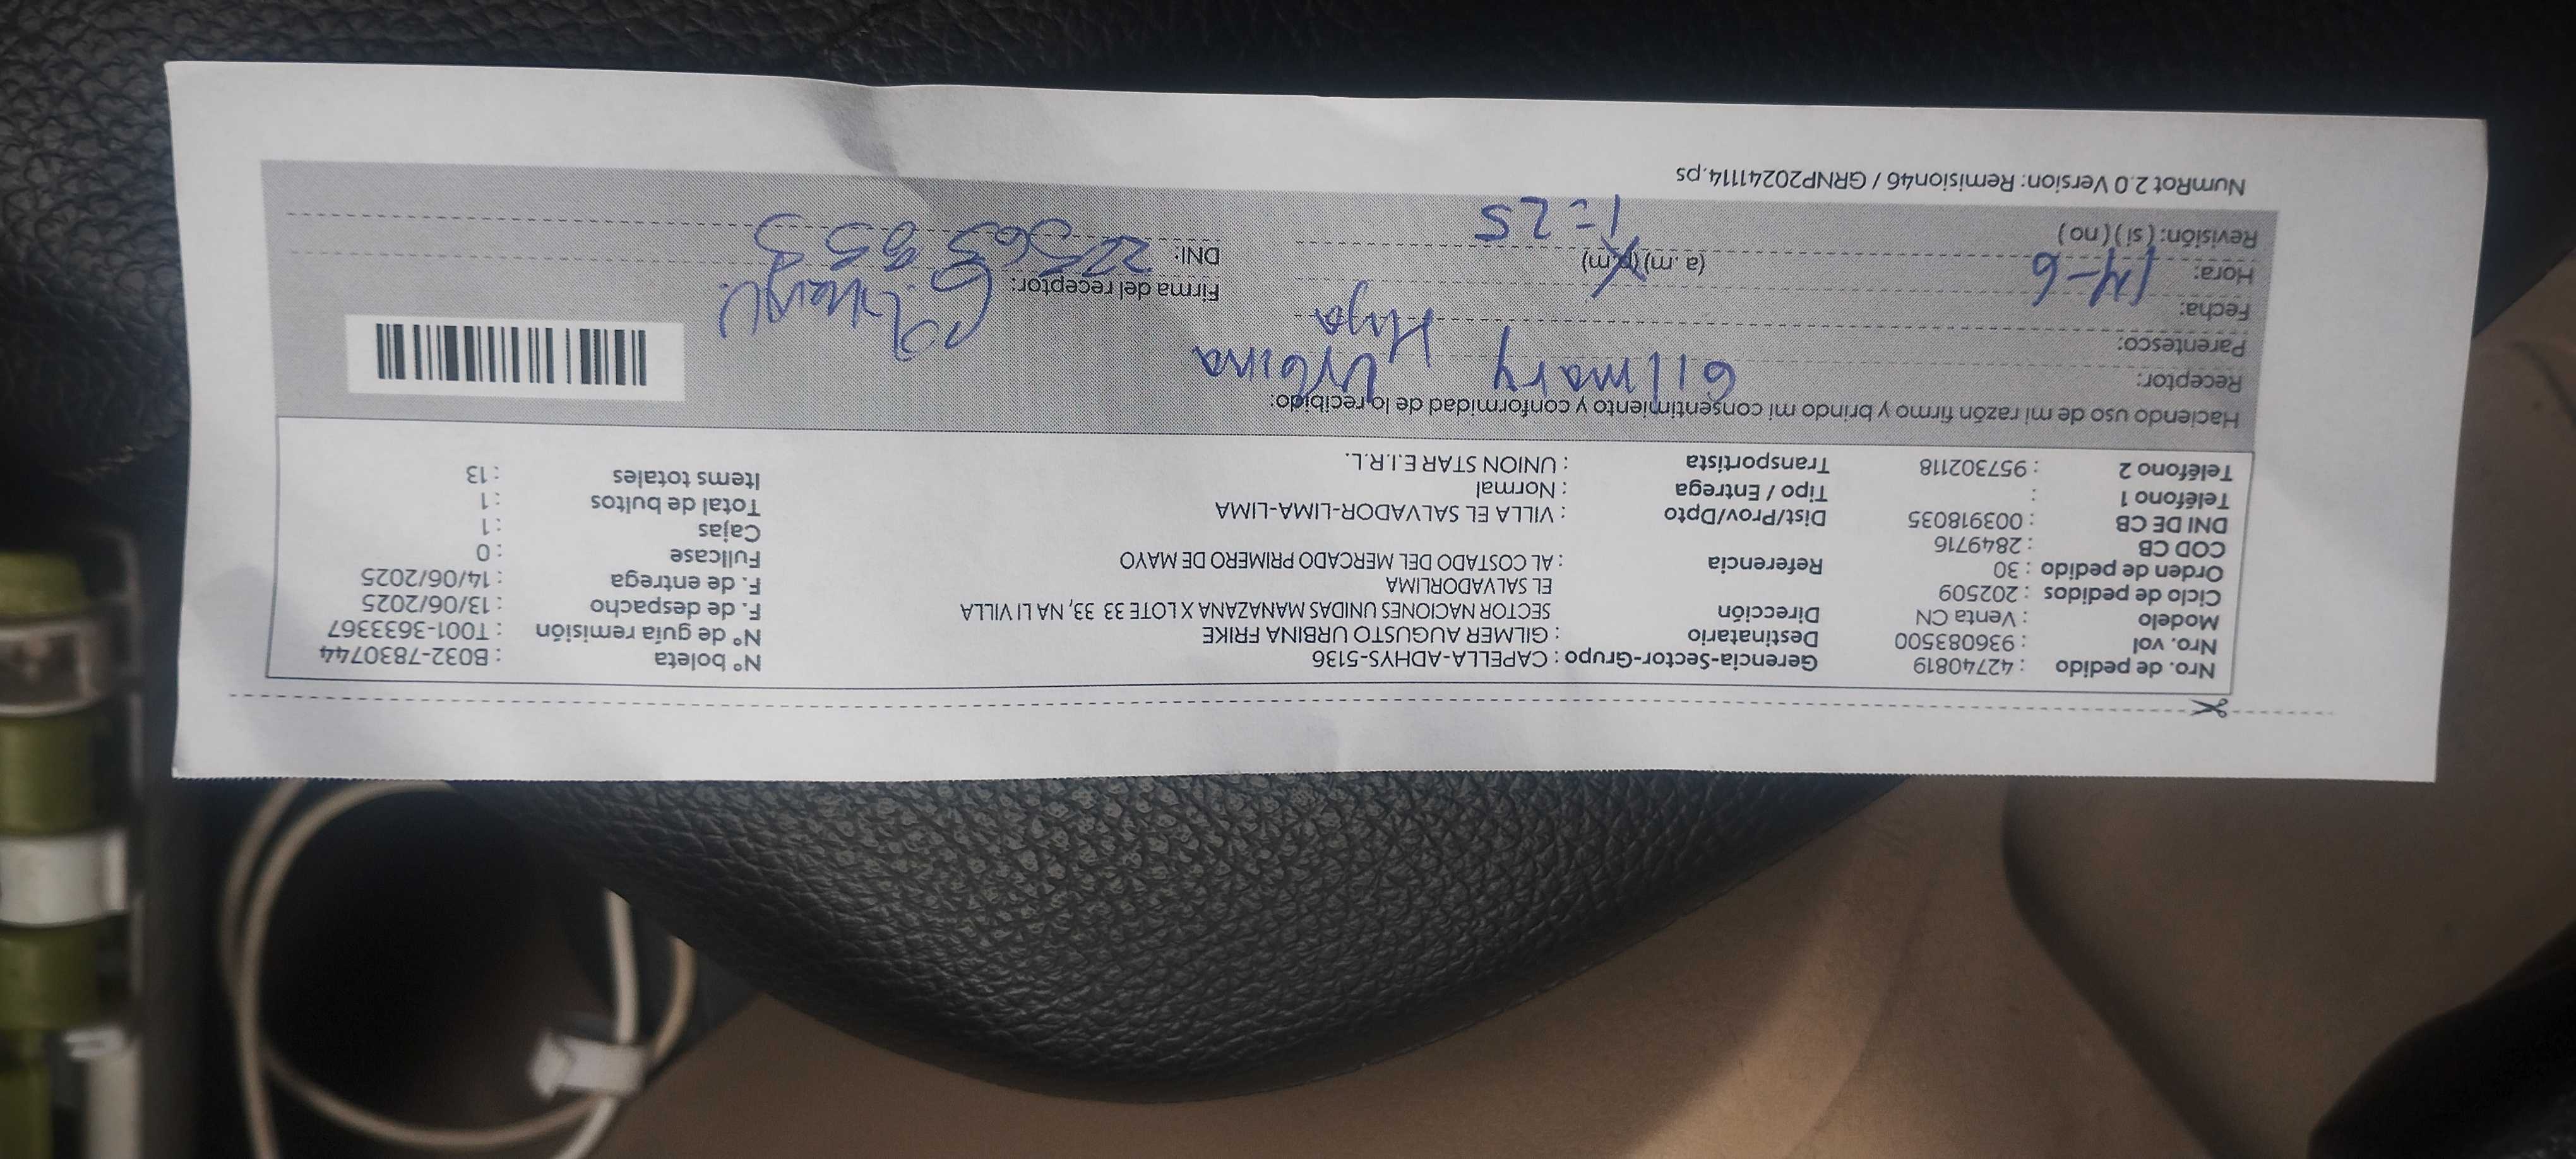 Nro. de pedido : 42740819 Gerencia-Sector-Grupo : CAPELLA-ADHYS-5136 N° boleta : B032-7830744
Nro. vol : 936083500 Destinatario : GILMER AUGUSTO URBINA FRIKE N° de guía remisión : T001-3633367
Modelo : Venta CN Dirección SECTOR NACIONES UNIDAS MANAZANA X LOTE 33 33, NA LI VILLA F. de despacho : 13/06/2025
Ciclo de pedidos : 202509 EL SALVADORLIMA F. de entrega : 14/06/2025
Orden de pedido : 30 Referencia : AL COSTADO DEL MERCADO PRIMERO DE MAYO Fullcase : 0
COD CB : 2849716 Cajas : 1
DNI DE CB : 003918035 Dist/Prov/Dpto : VILLA EL SALVADOR-LIMA-LIMA Total de bultos : 1
Teléfono 1 : Tipo / Entrega : Normal Items totales : 13
Teléfono 2 : 957302118 Transportista : UNION STAR E.I.R.L.
Haciendo uso de mi razón firmo y brindo mi consentimiento y conformidad de lo recibido:
Receptor: Gilmary Urbina
Parentesco: Hija
Fecha: 14-6 Firma del receptor:
Hora: (a.m) (p.m) 1=25 DNI:
Revisión: (si) (no)
NumRot 2.0 Version: Remision46 / GRNP20241114.ps